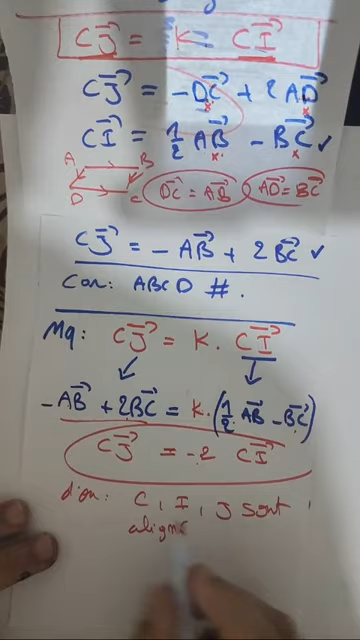 CJ = K = CI
CJ = -DC + 2AD
CI = 1/2 AB - BC ✓
A B
D C
DC = AB AD = BC
CJ = -AB + 2BC ✓
Car: ABCD #.
Mq: CJ = K. CI
-AB + 2BC = K. (1/2 AB - BC)
CJ = -2 CI
d'où: C, I, J sont
aligné